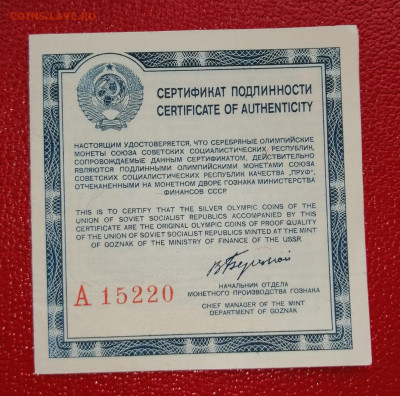 СЕРТИФИКАТ ПОДЛИННОСТИ
CERTIFICATE OF AUTHENTICITY
НАСТОЯЩИМ УДОСТОВЕРЯЕТСЯ, ЧТО СЕРЕБРЯНЫЕ ОЛИМПИЙСКИЕ
МОНЕТЫ СОЮЗА СОВЕТСКИХ СОЦИАЛИСТИЧЕСКИХ РЕСПУБЛИК,
СОПРОВОЖДАЕМЫЕ ДАННЫМ СЕРТИФИКАТОМ, ДЕЙСТВИТЕЛЬНО
ЯВЛЯЮТСЯ ПОДЛИННЫМИ ОЛИМПИЙСКИМИ МОНЕТАМИ СОЮЗА
СОВЕТСКИХ СОЦИАЛИСТИЧЕСКИХ РЕСПУБЛИК КАЧЕСТВА „ПРУФ",
ОТЧЕКАНЕННЫМИ НА МОНЕТНОМ ДВОРЕ ГОЗНАКА МИНИСТЕРСТВА
ФИНАНСОВ СССР.
THIS IS TO CERTIFY THAT THE SILVER OLYMPIC COINS OF THE
UNION OF SOVIET SOCIALIST REPUBLICS ACCOMPANIED BY THIS
CERTIFICATE ARE THE ORIGINAL OLYMPIC COINS OF PROOF QUALITY
OF THE UNION OF SOVIET SOCIALIST REPUBLICS MINTED AT THE MINT
OF GOZNAK OF THE MINISTRY OF FINANCE OF THE USSR
А 15220
НАЧАЛЬНИК ОТДЕЛА
МОНЕТНОГО ПРОИЗВОДСТВА ГОЗНАКА
CHIEF MANAGER OF THE MINT
DEPARTMENT OF GOZNAK